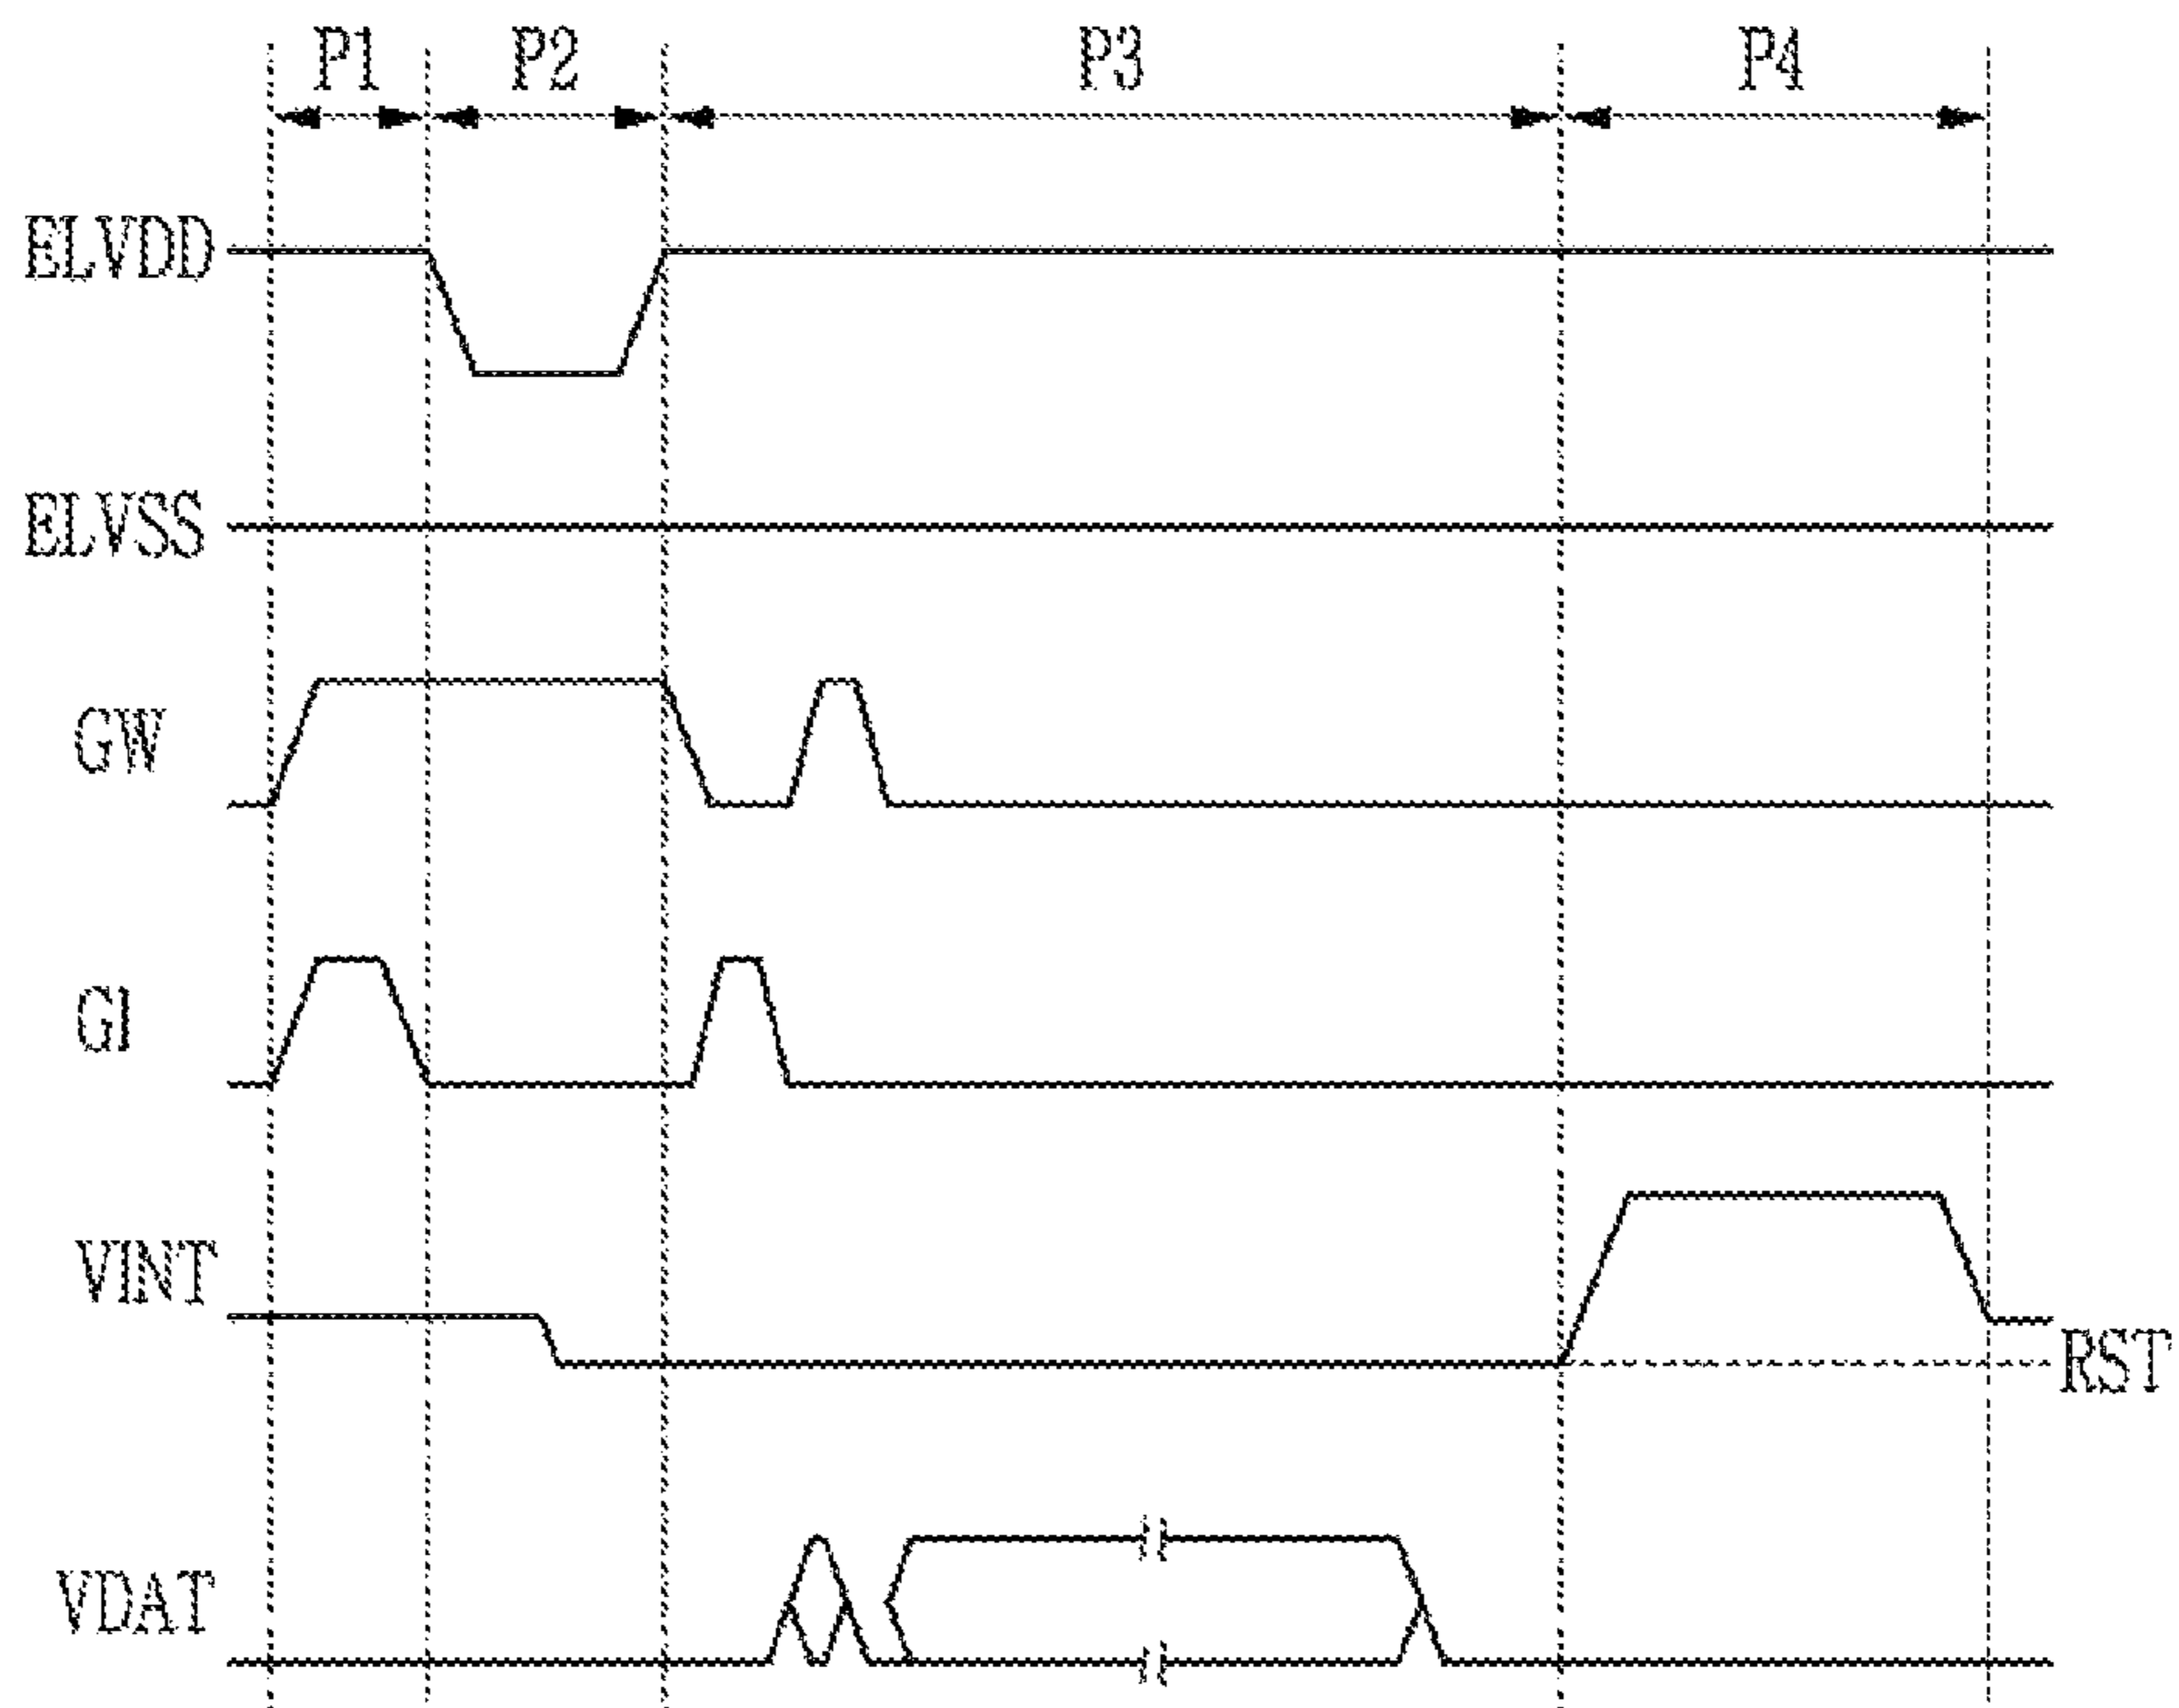 P1 P2 P3 P4
ELVDD
ELVSS
GW
GI
VINT
RST
VDAT